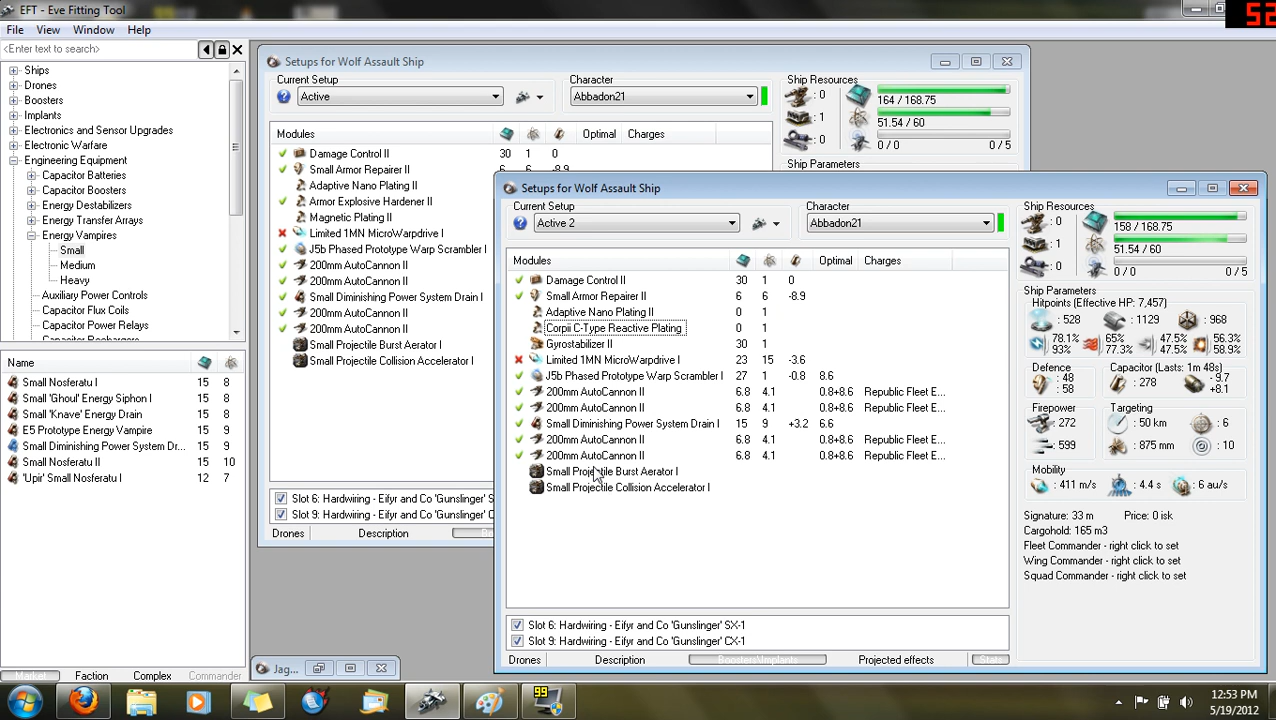 EFT - Eve Fitting Tool
52
File View Window Help
<Enter text to search>
Ships
Drones
Boosters
Implants
Electronics and Sensor Upgrades
Electronic Warfare
Engineering Equipment
Capacitor Batteries
Capacitor Boosters
Energy Destabilizers
Energy Transfer Arrays
Energy Vampires
Small
Medium
Heavy
Auxiliary Power Controls
Capacitor Flux Coils
Capacitor Power Relays
Name
Small Nosferatu I 15 8
Small 'Ghoul' Energy Siphon I 15 8
Small 'Knave' Energy Drain 15 8
E5 Prototype Energy Vampire 15 9
Small Diminishing Power System Dr... 15 9
Small Nosferatu II 15 10
'Upir' Small Nosferatu I 12 7
Market Faction Complex Commander
Setups for Wolf Assault Ship
Current Setup Character Ship Resources
Active Abbadon21
: 0
: 1
: 0
164 / 168.75
51.54 / 60
0 / 0 0 / 5
Ship Parameters
Modules Optimal Charges
Damage Control II 30 1 0
Small Armor Repairer II 6 6 -8.9
Adaptive Nano Plating II
Armor Explosive Hardener II
Magnetic Plating II
Limited 1MN MicroWarpdrive I
J5b Phased Prototype Warp Scrambler I
200mm AutoCannon II
200mm AutoCannon II
Small Diminishing Power System Drain I
200mm AutoCannon II
200mm AutoCannon II
Small Projectile Burst Aerator I
Small Projectile Collision Accelerator I
Slot 6: Hardwiring - Eifyr and Co 'Gunslinger' S
Slot 9: Hardwiring - Eifyr and Co 'Gunslinger' C
Drones Description
Jag...
Setups for Wolf Assault Ship
Current Setup Character Ship Resources
Active 2 Abbadon21
:0
:1
:0
158 / 168.75
51.54 / 60
0 / 0 0 / 5
Modules Optimal Charges
Damage Control II 30 1 0
Small Armor Repairer II 6 6 -8.9
Adaptive Nano Plating II 0 1
Corpii C-Type Reactive Plating 0 1
Gyrostabilizer II 30 1
Limited 1MN MicroWarpdrive I 23 15 -3.6
J5b Phased Prototype Warp Scrambler I 27 1 -0.8 8.6
200mm AutoCannon II 6.8 4.1 0.8+8.6 Republic Fleet E...
200mm AutoCannon II 6.8 4.1 0.8+8.6 Republic Fleet E...
Small Diminishing Power System Drain I 15 9 +3.2 6.6
200mm AutoCannon II 6.8 4.1 0.8+8.6 Republic Fleet E...
200mm AutoCannon II 6.8 4.1 0.8+8.6 Republic Fleet E...
Small Projectile Burst Aerator I
Small Projectile Collision Accelerator I
Slot 6: Hardwiring - Eifyr and Co 'Gunslinger' SX-1
Slot 9: Hardwiring - Eifyr and Co 'Gunslinger' CX-1
Drones Description Boosters\Implants Projected effects Stats
Ship Parameters
Hitpoints (Effective HP: 7,457)
: 528 : 1129 : 968
78.1% 65% 47.5% 56.3%
93% 77.3% 47.5% 58.9%
Defence Capacitor (Lasts: 1m 48s)
: 48
: 58
: 278
-9.7
+8.1
Firepower Targeting
: 272 : 50 km : 6
: 599 : 875 mm : 10
Mobility
: 411 m/s : 4.4 s : 6 au/s
Signature: 33 m Price: 0 isk
Cargohold: 165 m3
Fleet Commander - right click to set
Wing Commander - right click to set
Squad Commander - right click to set
99
12:53 PM
5/19/2012